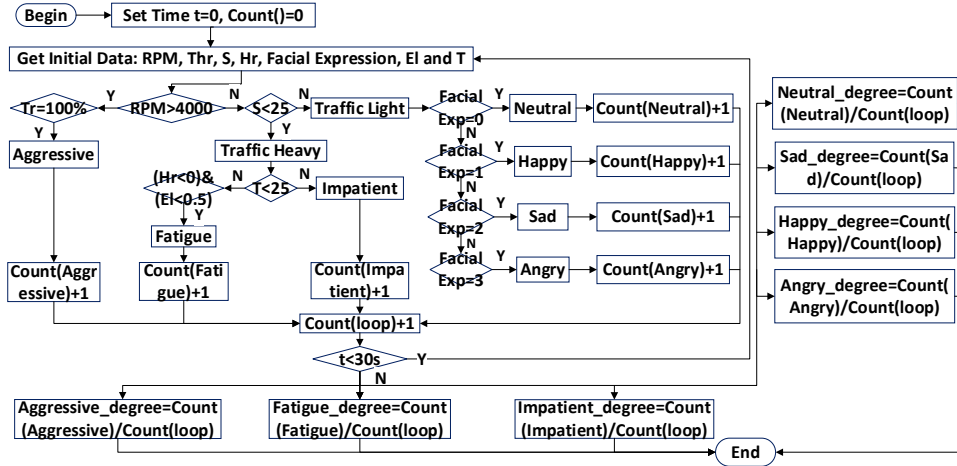 Begin
Set Time t=0, Count()=0
Get Initial Data: RPM, Thr, S, Hr, Facial Expression, El and T
Tr=100%
Y
RPM>4000
N
S<25
N
Traffic Light
Facial
Exp=0
Y
Neutral
Count(Neutral)+1
Neutral_degree=Count
(Neutral)/Count(loop)
Y
Aggressive
Y
Traffic Heavy
N
Facial
Exp=1
Y
Happy
Count(Happy)+1
Sad_degree=Count(Sa
d)/Count(loop)
(Hr<0)&
(El<0.5)
N
T<25
N
Impatient
N
Facial
Exp=2
Y
Sad
Count(Sad)+1
Happy_degree=Count(
Happy)/Count(loop)
Y
Fatigue
N
Facial
Exp=3
Y
Angry
Count(Angry)+1
Angry_degree=Count(
Angry)/Count(loop)
Count(Aggr
essive)+1
Count(Fati
gue)+1
Count(Impa
tient)+1
Count(loop)+1
t<30s
Y
N
Aggressive_degree=Count
(Aggressive)/Count(loop)
Fatigue_degree=Count
(Fatigue)/Count(loop)
Impatient_degree=Count
(Impatient)/Count(loop)
End